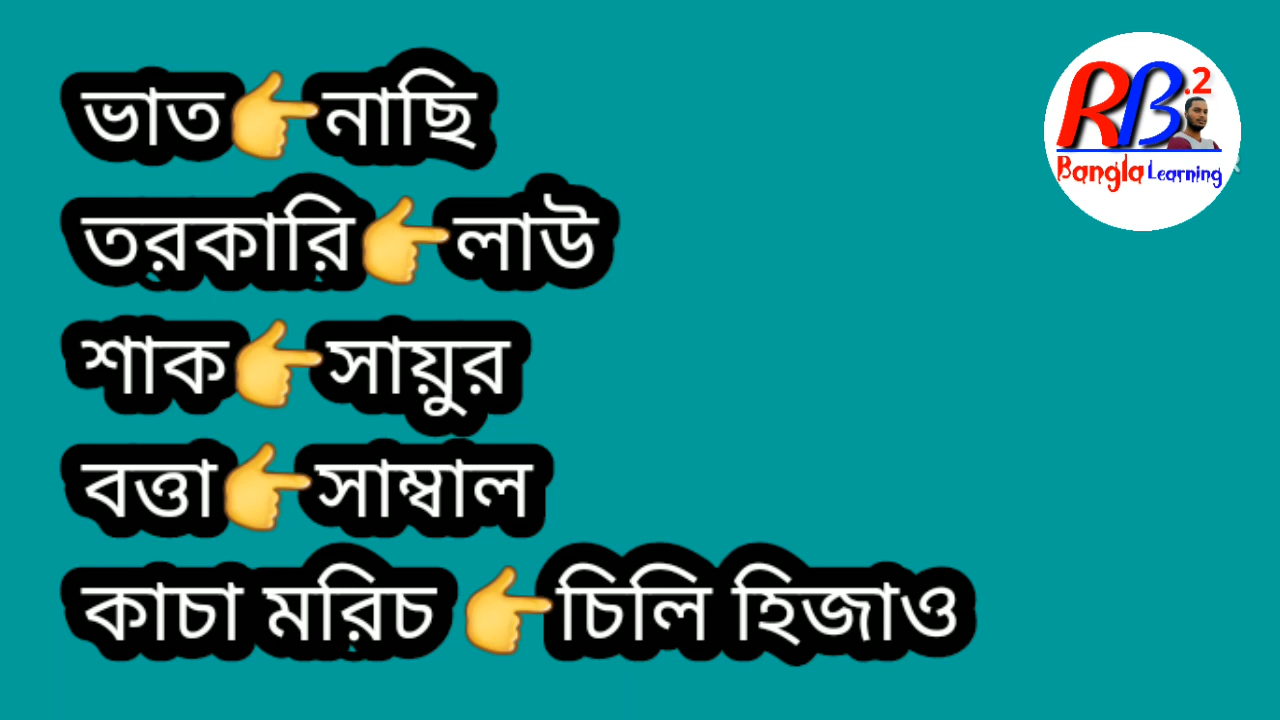 ভাত👉নাছি
তরকারি👉লাউ
শাক👉সায়ুর
বত্তা👉সাম্বাল
কাচা মরিচ 👉চিলি হিজাও
RB.2
Bangla Learning